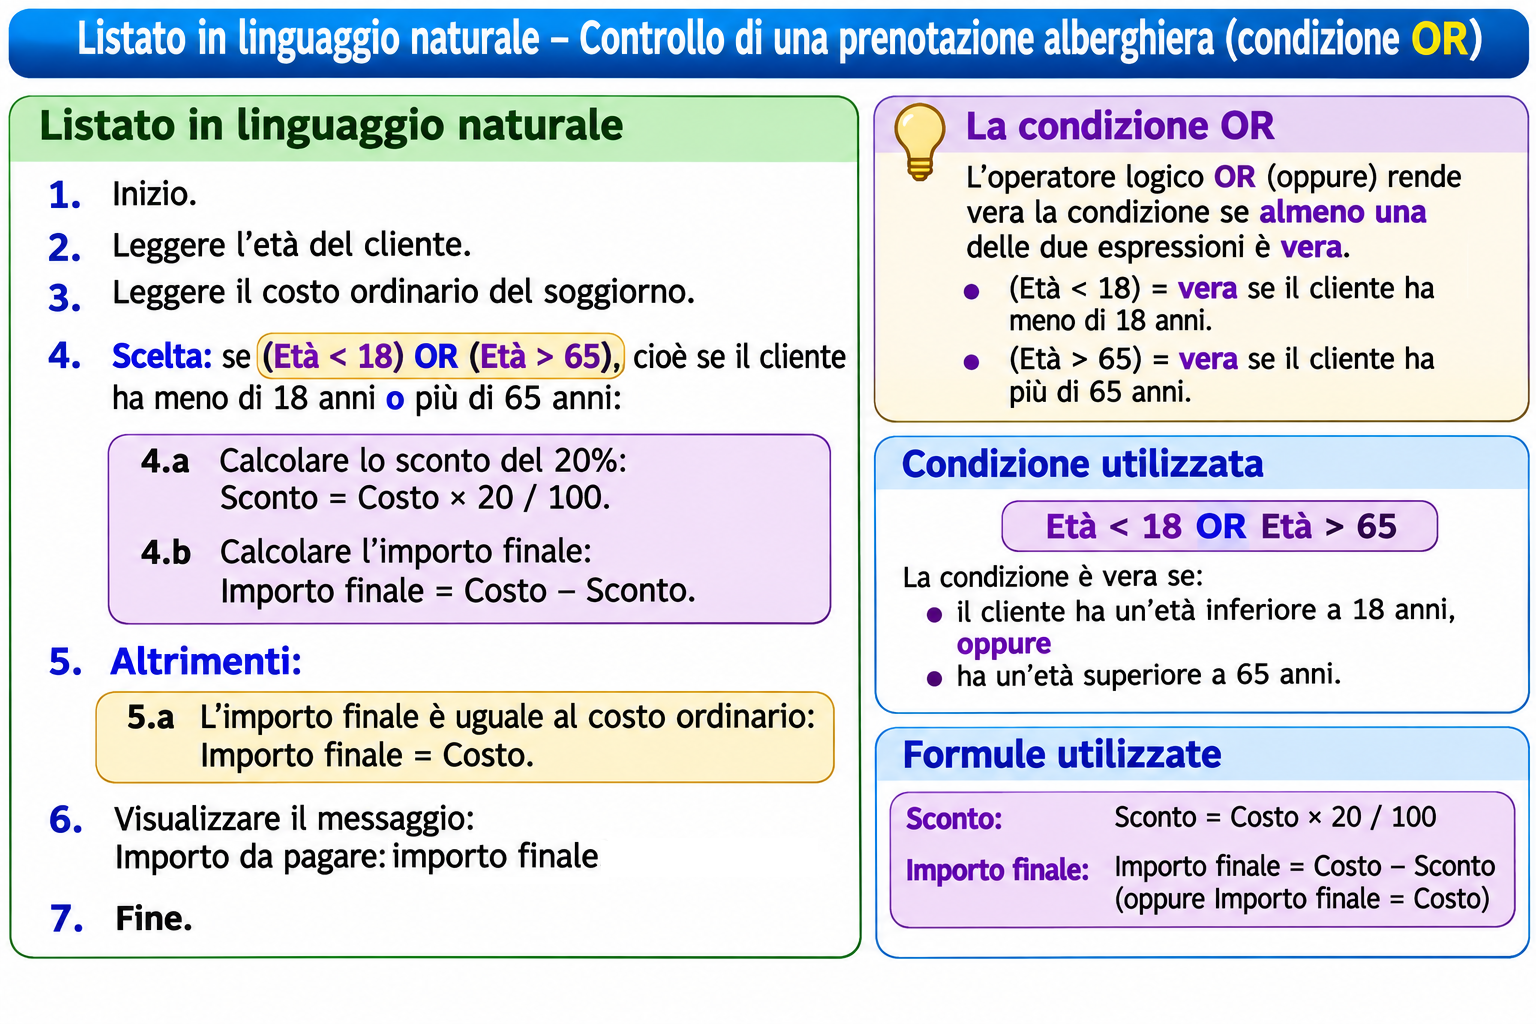 Listato in linguaggio naturale – Controllo di una prenotazione alberghiera (condizione OR)
Listato in linguaggio naturale
1. Inizio.
2. Leggere l’età del cliente.
3. Leggere il costo ordinario del soggiorno.
4. Scelta: se (Età < 18) OR (Età > 65), cioè se il cliente
ha meno di 18 anni o più di 65 anni:
4.a Calcolare lo sconto del 20%:
Sconto = Costo × 20 / 100.
4.b Calcolare l’importo finale:
Importo finale = Costo – Sconto.
5. Altrimenti:
5.a L’importo finale è uguale al costo ordinario:
Importo finale = Costo.
6. Visualizzare il messaggio:
Importo da pagare: importo finale
7. Fine.
La condizione OR
L’operatore logico OR (oppure) rende
vera la condizione se almeno una
delle due espressioni è vera.
● (Età < 18) = vera se il cliente ha
meno di 18 anni.
● (Età > 65) = vera se il cliente ha
più di 65 anni.
Condizione utilizzata
Età < 18 OR Età > 65
La condizione è vera se:
● il cliente ha un’età inferiore a 18 anni,
oppure
● ha un’età superiore a 65 anni.
Formule utilizzate
Sconto: Sconto = Costo × 20 / 100
Importo finale: Importo finale = Costo – Sconto
(oppure Importo finale = Costo)